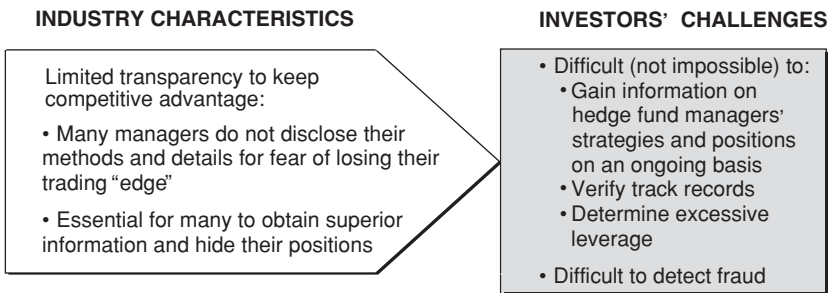 INDUSTRY CHARACTERISTICS
Limited transparency to keep
competitive advantage:
• Many managers do not disclose their
methods and details for fear of losing their
trading “edge”
• Essential for many to obtain superior
information and hide their positions
INVESTORS’ CHALLENGES
• Difficult (not impossible) to:
• Gain information on
hedge fund managers’
strategies and positions
on an ongoing basis
• Verify track records
• Determine excessive
leverage
• Difficult to detect fraud